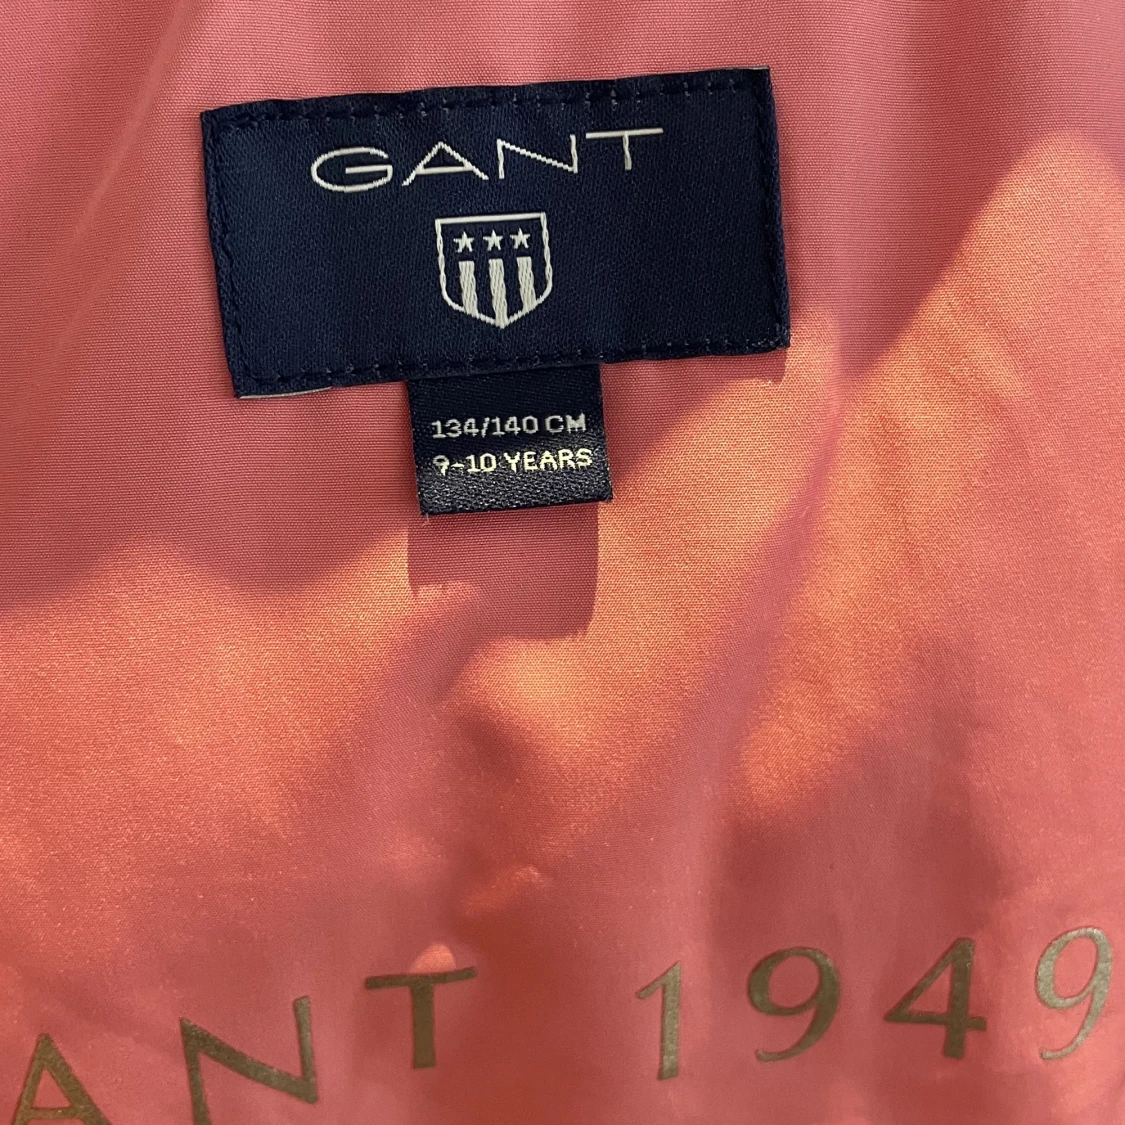 GANT
134/140 CM
9-10 YEARS
ANT 1949